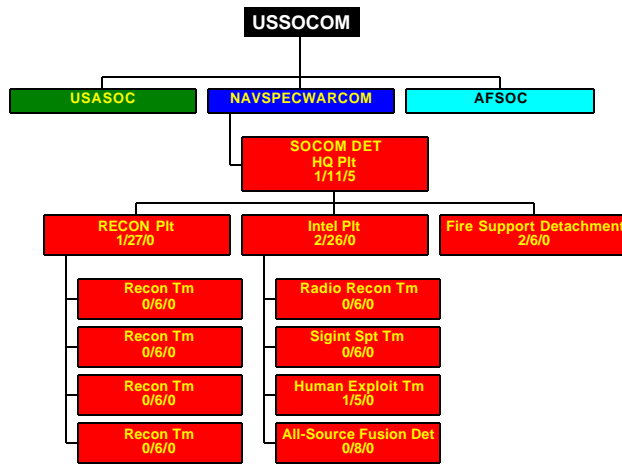 USSOCOM
USASOC
NAVSPECWARCOM
AFSOC
SOCOM DET
HQ Plt
1/11/5
RECON Plt
1/27/0
Intel Plt
2/26/0
Fire Support Detachment
2/6/0
Recon Tm
0/6/0
Recon Tm
0/6/0
Recon Tm
0/6/0
Recon Tm
0/6/0
Radio Recon Tm
0/6/0
Sigint Spt Tm
0/6/0
Human Exploit Tm
1/5/0
All-Source Fusion Det
0/8/0